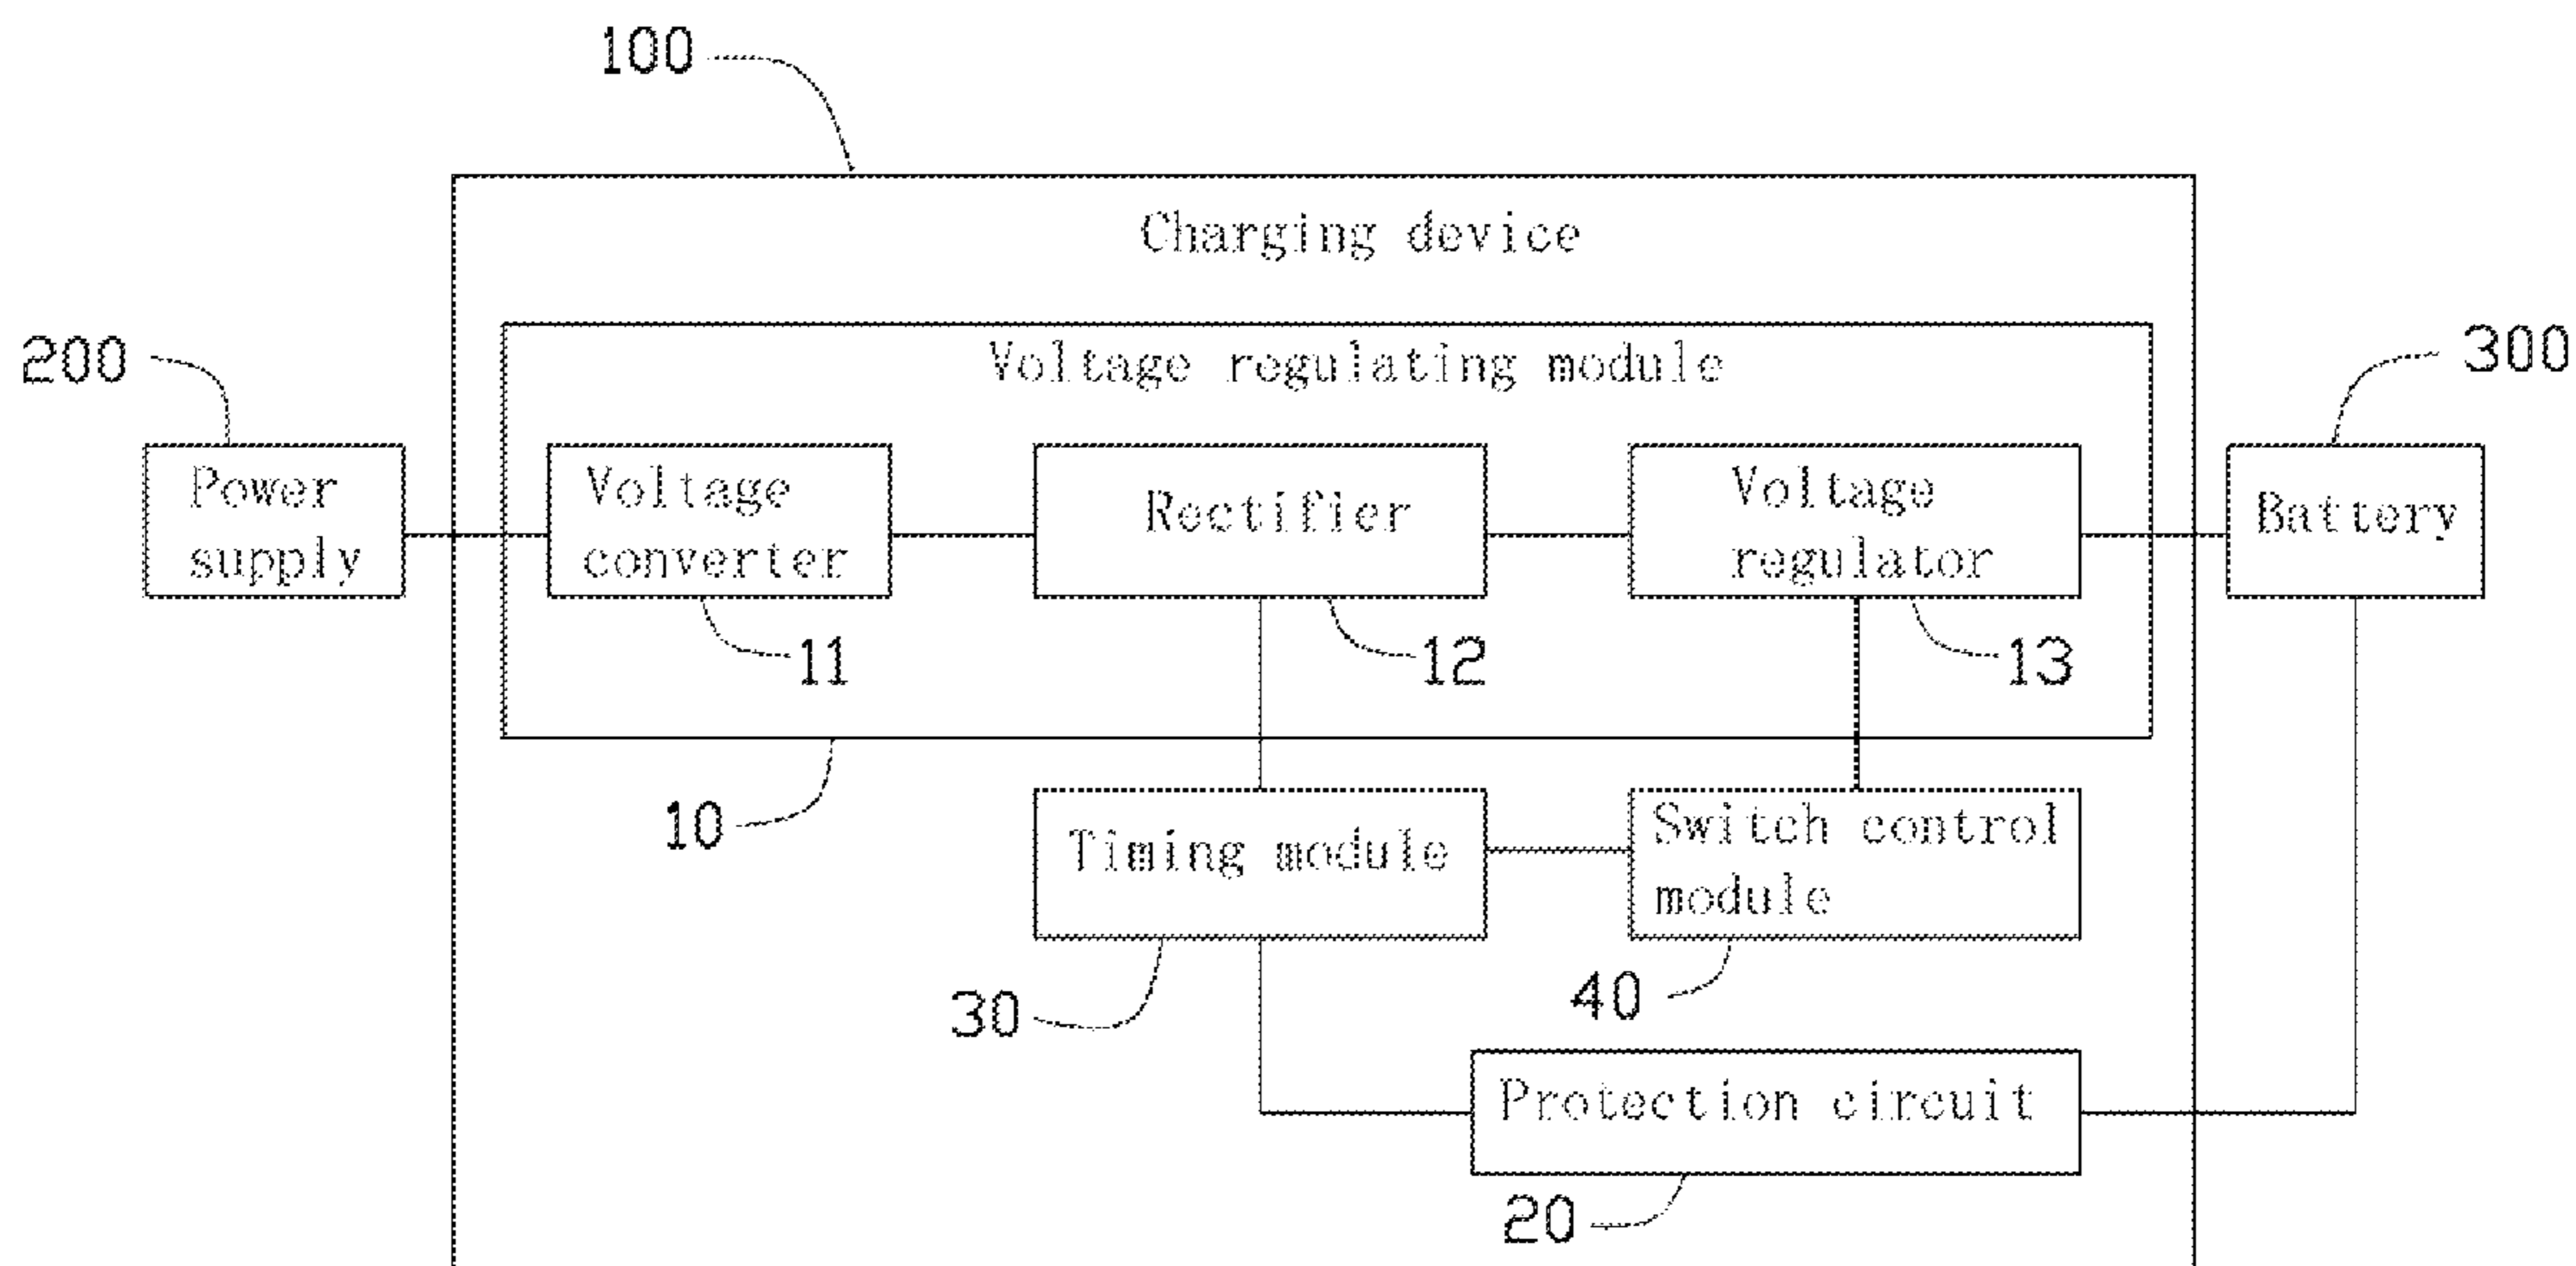 100
Charging device
Voltage regulating module
200
300
Power
supply
Voltage
converter
Rectifier
Voltage
regulator
Battery
11
12
13
10
Timing module
Switch control
module
30
40
Protection circuit
20